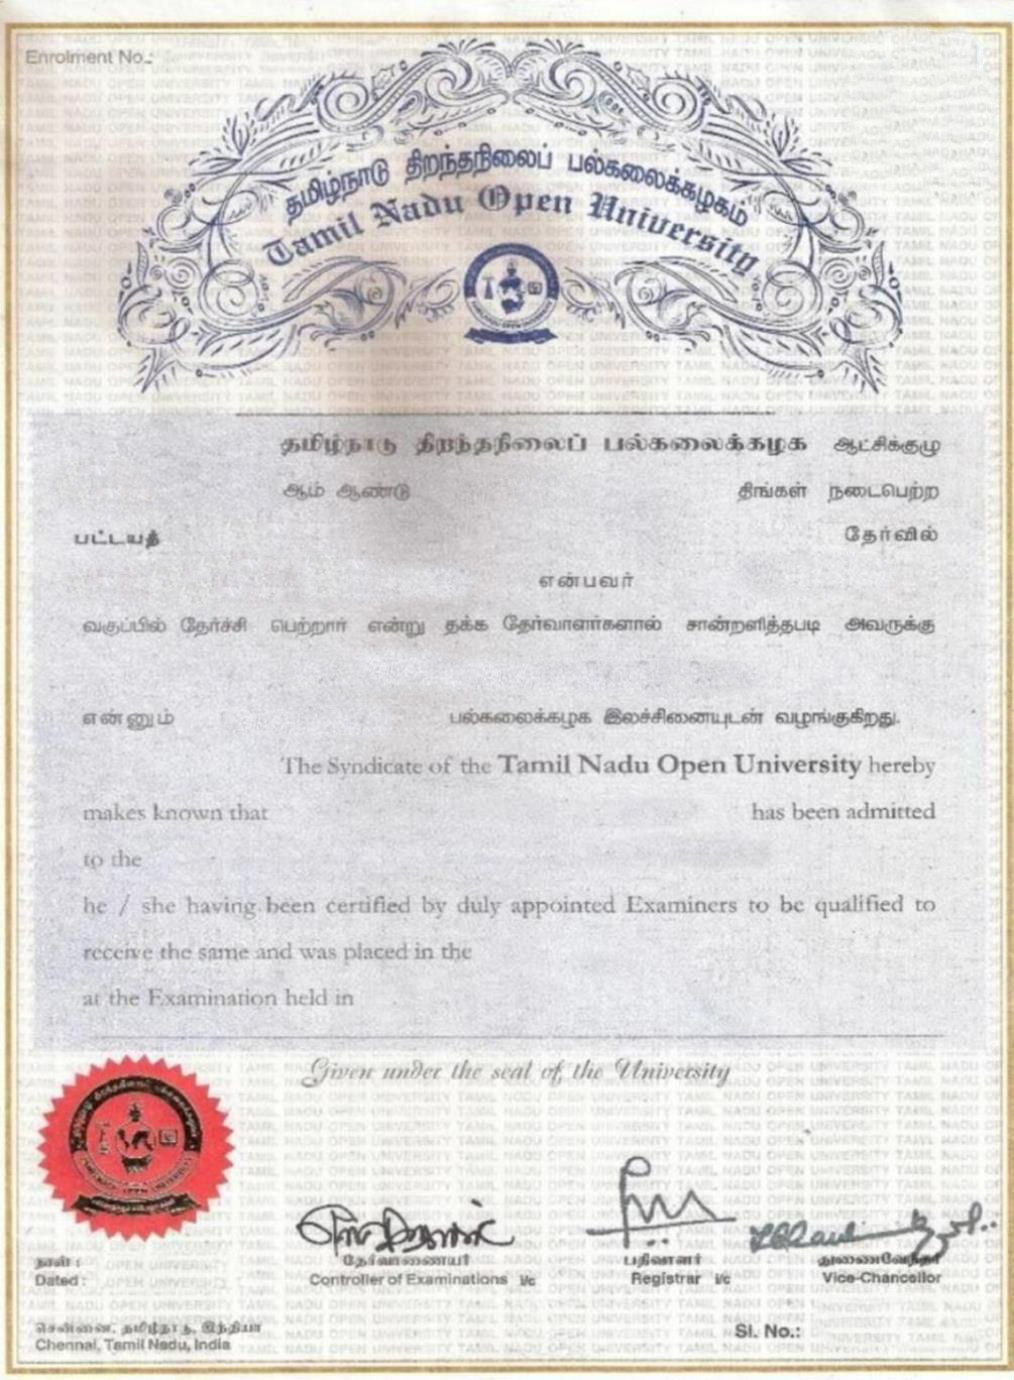 Enrolment No.:
தமிழ்நாடு திறந்தநிலைப் பல்கலைக்கழகம்
Tamil Nadu Open University
தமிழ்நாடு திறந்தநிலைப் பல்கலைக்கழக ஆட்சிக்குழு
ஆம் ஆண்டு திங்கள் நடைபெற்ற
பட்டயத் தேர்வில்
என்பவர்
வகுப்பில் தேர்ச்சி பெற்றார் என்று தக்க தேர்வாளர்களால் சான்றளித்தபடி அவருக்கு
என்னும் பல்கலைக்கழக இலச்சினையுடன் வழங்குகிறது.
The Syndicate of the Tamil Nadu Open University hereby
makes known that has been admitted
to the
he / she having been certified by duly appointed Examiners to be qualified to
receive the same and was placed in the
at the Examination held in
Given under the seal of the University
தேர்வாணையர் பதிவாளர் துணைவேந்தர்
நாள் :
Dated : Controller of Examinations i/c Registrar i/c Vice-Chancellor
சென்னை, தமிழ்நாடு, இந்தியா
Chennai, Tamil Nadu, India
Sl. No.: